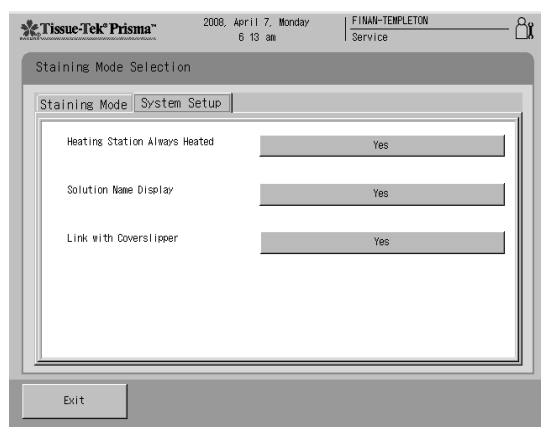 Tissue-Tek® Prisma™
2008, April 7, Monday
6 13 am
FINAN-TEMPLETON
Service
Staining Mode Selection
Staining Mode
System Setup
Heating Station Always Heated
Yes
Solution Name Display
Yes
Link with Coverslipper
Yes
Exit